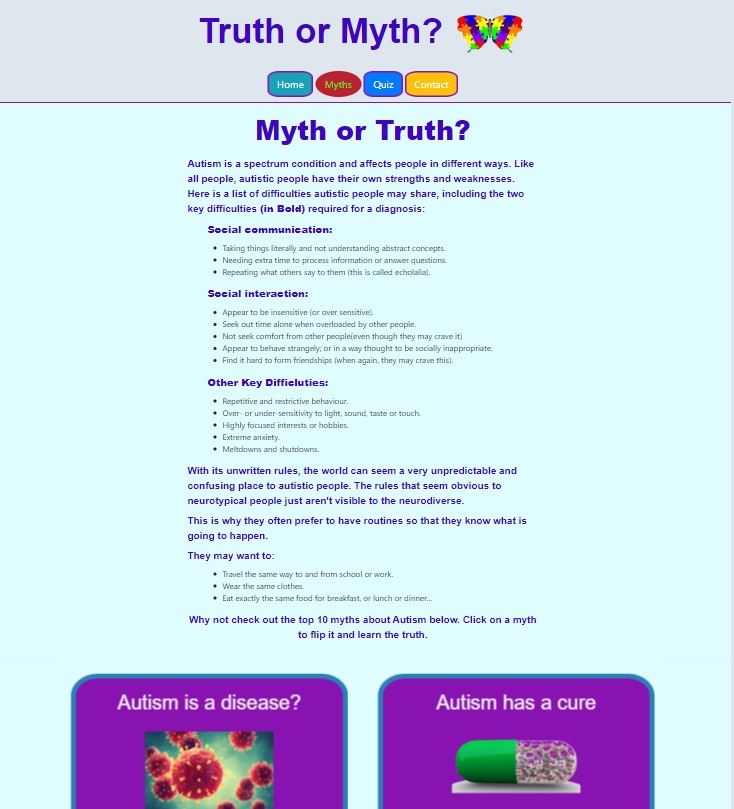 Truth or Myth?
Home Myths Quiz Contact
Myth or Truth?
Autism is a spectrum condition and affects people in different ways. Like
all people, autistic people have their own strengths and weaknesses.
Here is a list of difficulties autistic people may share, including the two
key difficulties (in Bold) required for a diagnosis:
Social communication:
Taking things literally and not understanding abstract concepts.
Needing extra time to process information or answer questions.
Repeating what others say to them (this is called echolalia).
Social interaction:
Appear to be insensitive (or over sensitive).
Seek out time alone when overloaded by other people.
Not seek comfort from other people(even though they may crave it)
Appear to behave strangely; or in a way thought to be socially inappropriate.
Find it hard to form friendships (when again, they may crave this).
Other Key Difficluties:
Repetitive and restrictive behaviour.
Over- or under-sensitivity to light, sound, taste or touch.
Highly focused interests or hobbies.
Extreme anxiety.
Meltdowns and shutdowns.
With its unwritten rules, the world can seem a very unpredictable and
confusing place to autistic people. The rules that seem obvious to
neurotypical people just aren't visible to the neurodiverse.
This is why they often prefer to have routines so that they know what is
going to happen.
They may want to:
Travel the same way to and from school or work.
Wear the same clothes.
Eat exactly the same food for breakfast, or lunch or dinner...
Why not check out the top 10 myths about Autism below. Click on a myth
to flip it and learn the truth.
Autism is a disease?
Autism has a cure